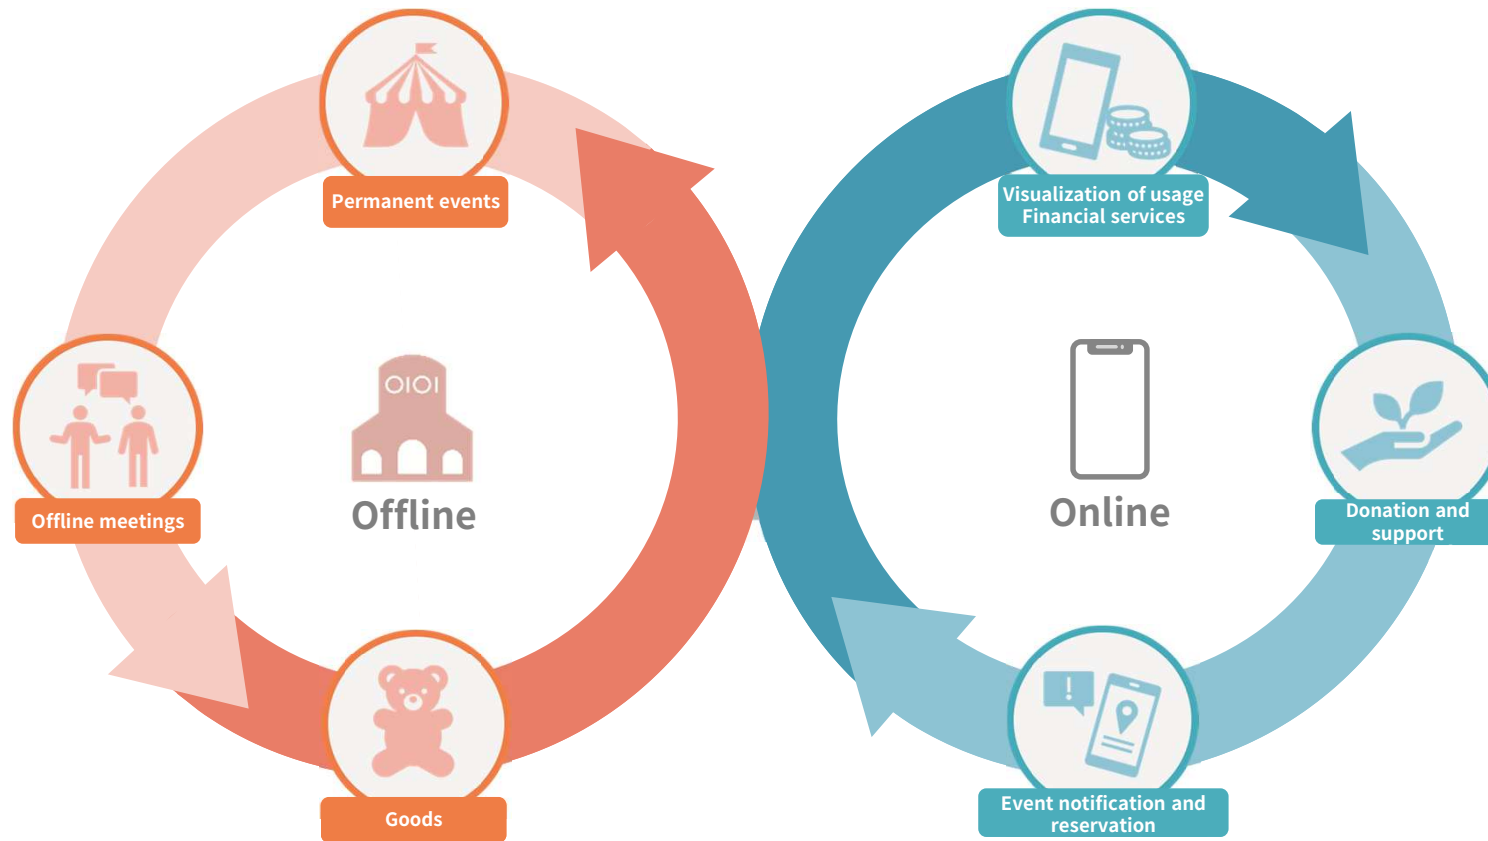 Permanent events
Visualization of usage
Financial services
OIOI
Offline meetings
Offline
Online
Donation and
support
Goods
!
Event notification and
reservation